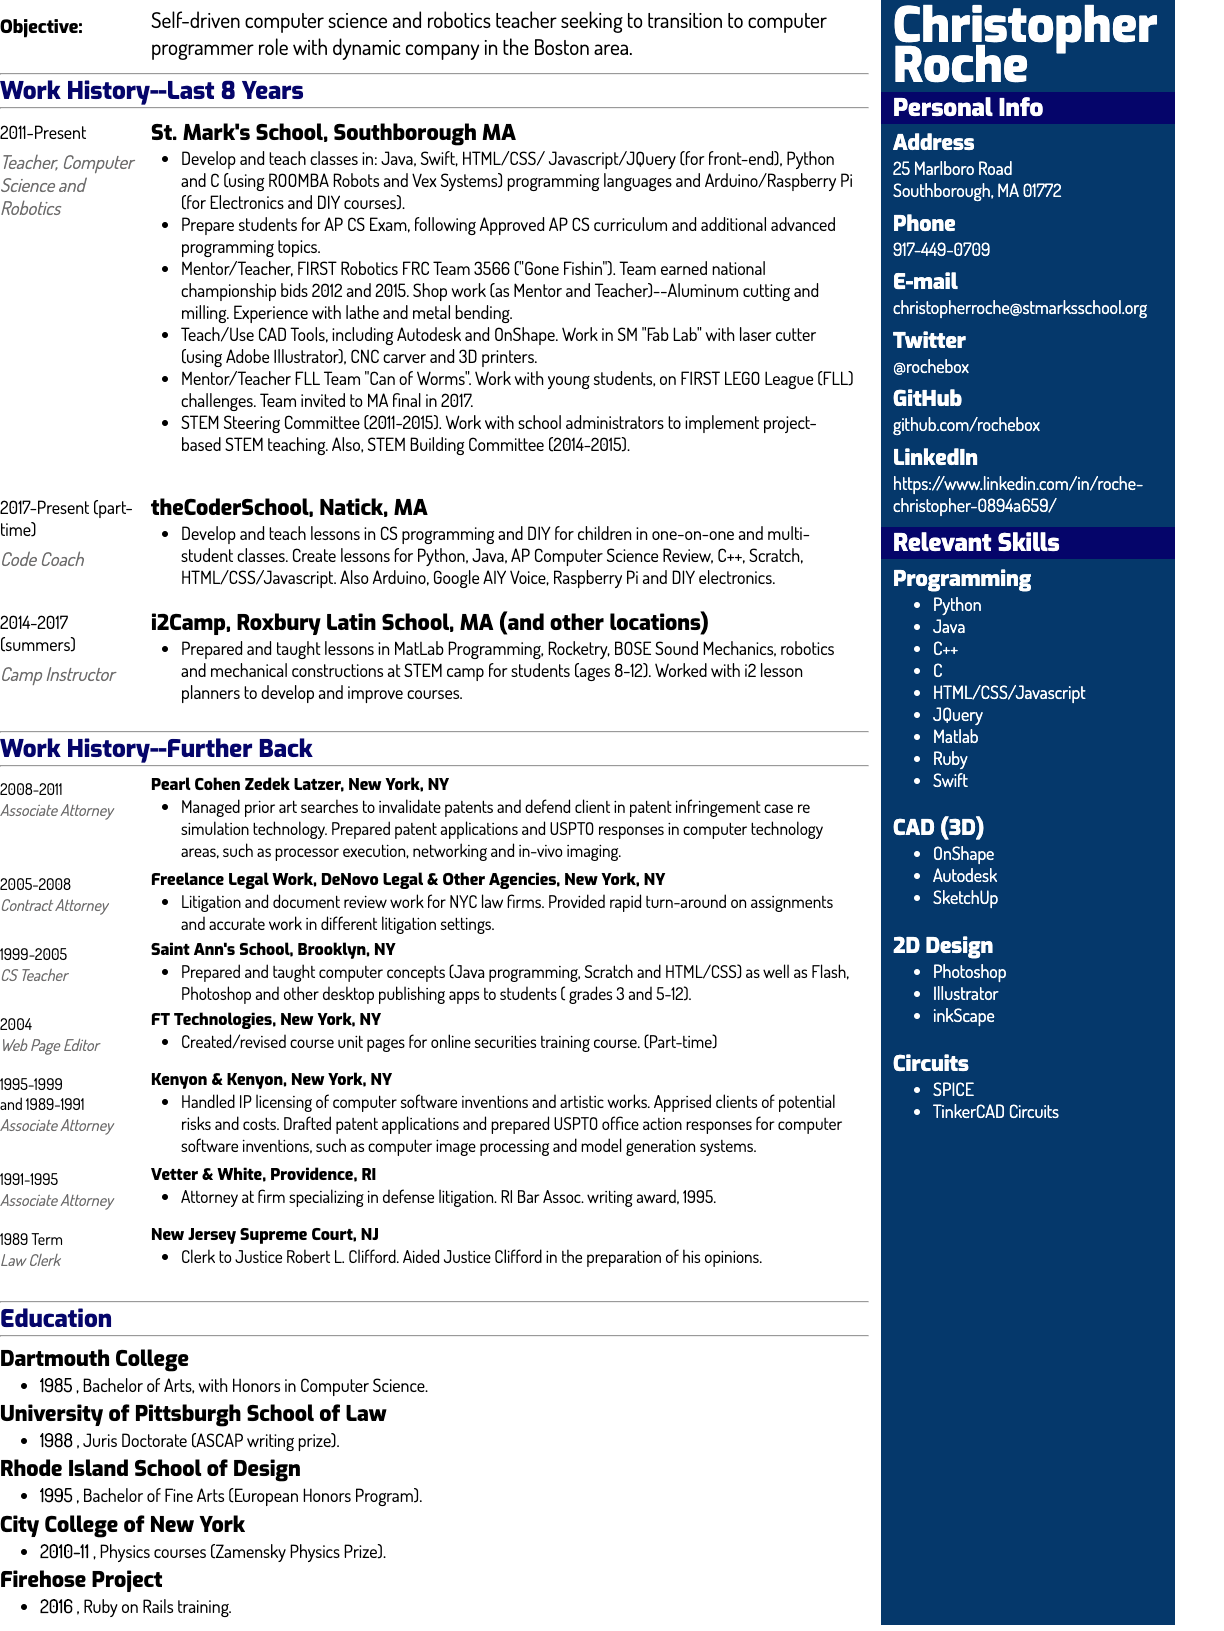 Objective:
Self-driven computer science and robotics teacher seeking to transition to computer
programmer role with dynamic company in the Boston area.
Work History--Last 8 Years
2011-Present
Teacher, Computer
Science and
Robotics
St. Mark's School, Southborough MA
• Develop and teach classes in: Java, Swift, HTML/CSS/ Javascript/JQuery (for front-end), Python
and C (using ROOMBA Robots and Vex Systems) programming languages and Arduino/Raspberry Pi
(for Electronics and DIY courses).
• Prepare students for AP CS Exam, following Approved AP CS curriculum and additional advanced
programming topics.
• Mentor/Teacher, FIRST Robotics FRC Team 3566 ("Gone Fishin"). Team earned national
championship bids 2012 and 2015. Shop work (as Mentor and Teacher)--Aluminum cutting and
milling. Experience with lathe and metal bending.
• Teach/Use CAD Tools, including Autodesk and OnShape. Work in SM "Fab Lab" with laser cutter
(using Adobe Illustrator), CNC carver and 3D printers.
• Mentor/Teacher FLL Team "Can of Worms". Work with young students, on FIRST LEGO League (FLL)
challenges. Team invited to MA final in 2017.
• STEM Steering Committee (2011-2015). Work with school administrators to implement project-
based STEM teaching. Also, STEM Building Committee (2014-2015).
2017-Present (part-
time)
Code Coach
theCoderSchool, Natick, MA
• Develop and teach lessons in CS programming and DIY for children in one-on-one and multi-
student classes. Create lessons for Python, Java, AP Computer Science Review, C++, Scratch,
HTML/CSS/Javascript. Also Arduino, Google AIY Voice, Raspberry Pi and DIY electronics.
2014-2017
(summers)
Camp Instructor
i2Camp, Roxbury Latin School, MA (and other locations)
• Prepared and taught lessons in MatLab Programming, Rocketry, BOSE Sound Mechanics, robotics
and mechanical constructions at STEM camp for students (ages 8-12). Worked with i2 lesson
planners to develop and improve courses.
Work History--Further Back
2008-2011
Associate Attorney
Pearl Cohen Zedek Latzer, New York, NY
• Managed prior art searches to invalidate patents and defend client in patent infringement case re
simulation technology. Prepared patent applications and USPTO responses in computer technology
areas, such as processor execution, networking and in-vivo imaging.
2005-2008
Contract Attorney
Freelance Legal Work, DeNovo Legal & Other Agencies, New York, NY
• Litigation and document review work for NYC law firms. Provided rapid turn-around on assignments
and accurate work in different litigation settings.
1999-2005
CS Teacher
Saint Ann's School, Brooklyn, NY
• Prepared and taught computer concepts (Java programming, Scratch and HTML/CSS) as well as Flash,
Photoshop and other desktop publishing apps to students ( grades 3 and 5-12).
2004
Web Page Editor
FT Technologies, New York, NY
• Created/revised course unit pages for online securities training course. (Part-time)
1995-1999
and 1989-1991
Associate Attorney
Kenyon & Kenyon, New York, NY
• Handled IP licensing of computer software inventions and artistic works. Apprised clients of potential
risks and costs. Drafted patent applications and prepared USPTO office action responses for computer
software inventions, such as computer image processing and model generation systems.
1991-1995
Associate Attorney
Vetter & White, Providence, RI
• Attorney at firm specializing in defense litigation. RI Bar Assoc. writing award, 1995.
1989 Term
Law Clerk
New Jersey Supreme Court, NJ
• Clerk to Justice Robert L. Clifford. Aided Justice Clifford in the preparation of his opinions.
Education
Dartmouth College
• 1985 , Bachelor of Arts, with Honors in Computer Science.
University of Pittsburgh School of Law
• 1988 , Juris Doctorate (ASCAP writing prize).
Rhode Island School of Design
• 1995 , Bachelor of Fine Arts (European Honors Program).
City College of New York
• 2010-11 , Physics courses (Zamensky Physics Prize).
Firehose Project
• 2016 , Ruby on Rails training.
Christopher
Roche
Personal Info
Address
25 Marlboro Road
Southborough, MA 01772
Phone
917-449-0709
E-mail
christopherroche@stmarksschool.org
Twitter
@rochebox
GitHub
github.com/rochebox
LinkedIn
https://www.linkedin.com/in/roche-
christopher-0894a659/
Relevant Skills
Programming
• Python
• Java
• C++
• C
• HTML/CSS/Javascript
• JQuery
• Matlab
• Ruby
• Swift
CAD (3D)
• OnShape
• Autodesk
• SketchUp
2D Design
• Photoshop
• Illustrator
• inkScape
Circuits
• SPICE
• TinkerCAD Circuits